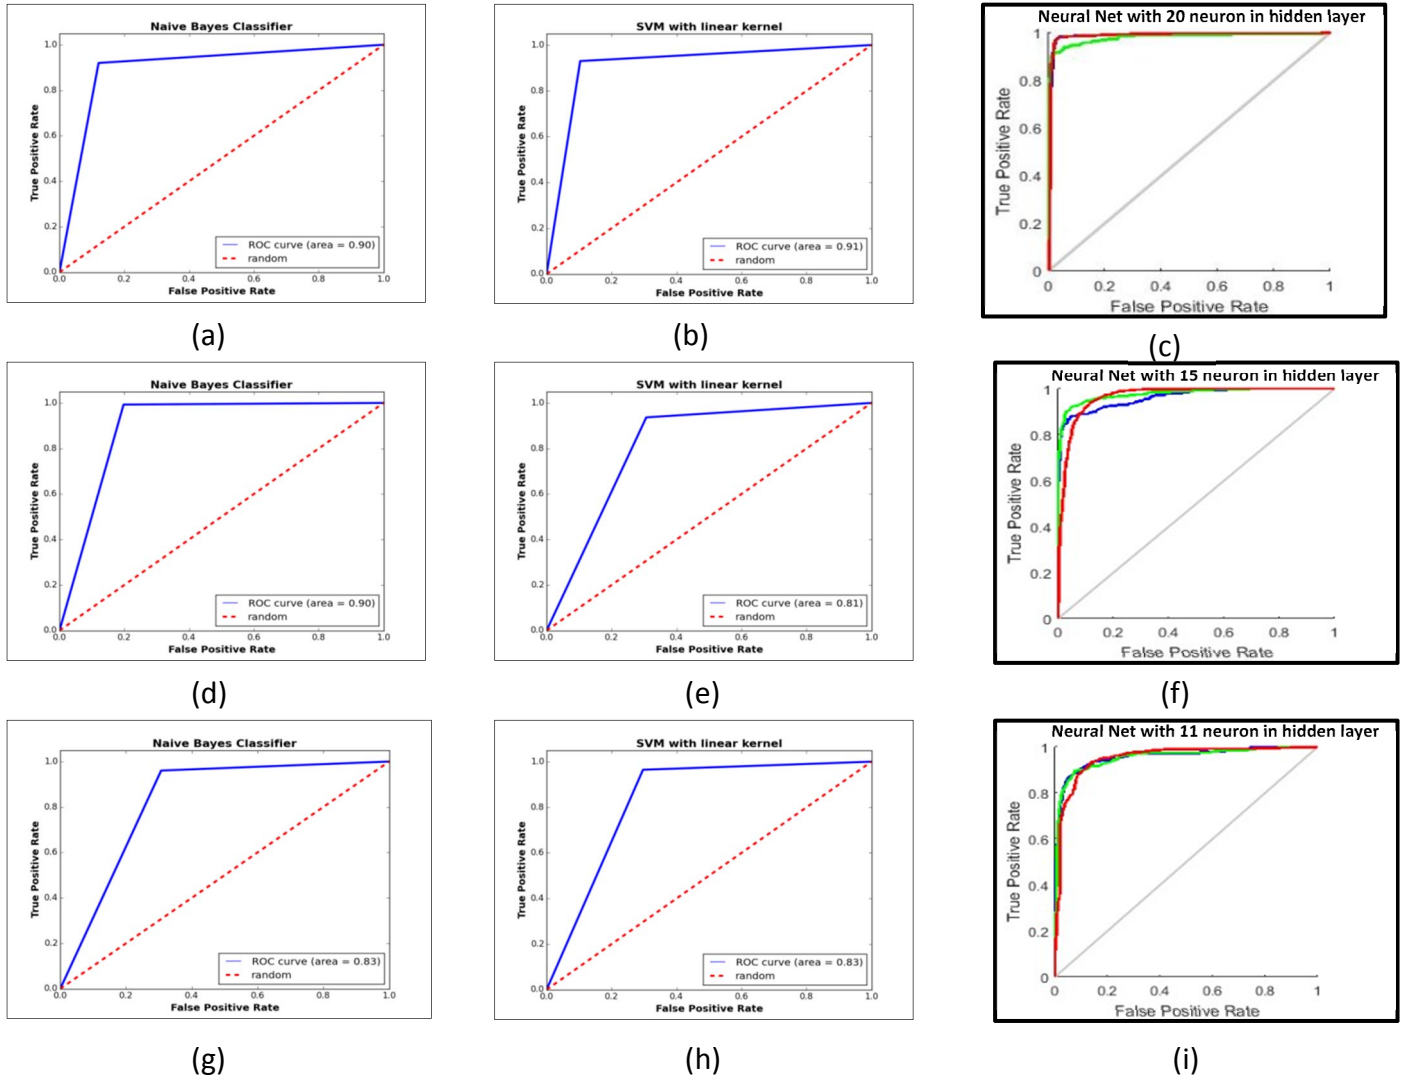 Naive Bayes Classifier
1.0
0.8
0.6
0.4
0.2
0.0
0.0 0.2 0.4 0.6 0.8 1.0
True Positive Rate
False Positive Rate
ROC curve (area = 0.90)
random
(a)
SVM with linear kernel
1.0
0.8
0.6
0.4
0.2
0.0
0.0 0.2 0.4 0.6 0.8 1.0
True Positive Rate
False Positive Rate
ROC curve (area = 0.91)
random
(b)
Neural Net with 20 neuron in hidden layer
1
0.8
0.6
0.4
0.2
0
0 0.2 0.4 0.6 0.8 1
True Positive Rate
False Positive Rate
(c)
Naive Bayes Classifier
1.0
0.8
0.6
0.4
0.2
0.0
0.0 0.2 0.4 0.6 0.8 1.0
True Positive Rate
False Positive Rate
ROC curve (area = 0.90)
random
(d)
SVM with linear kernel
1.0
0.8
0.6
0.4
0.2
0.0
0.0 0.2 0.4 0.6 0.8 1.0
True Positive Rate
False Positive Rate
ROC curve (area = 0.81)
random
(e)
Neural Net with 15 neuron in hidden layer
1
0.8
0.6
0.4
0.2
0
0 0.2 0.4 0.6 0.8 1
True Positive Rate
False Positive Rate
(f)
Naive Bayes Classifier
1.0
0.8
0.6
0.4
0.2
0.0
0.0 0.2 0.4 0.6 0.8 1.0
True Positive Rate
False Positive Rate
ROC curve (area = 0.83)
random
(g)
SVM with linear kernel
1.0
0.8
0.6
0.4
0.2
0.0
0.0 0.2 0.4 0.6 0.8 1.0
True Positive Rate
False Positive Rate
ROC curve (area = 0.83)
random
(h)
Neural Net with 11 neuron in hidden layer
1
0.8
0.6
0.4
0.2
0
0 0.2 0.4 0.6 0.8 1
True Positive Rate
False Positive Rate
(i)